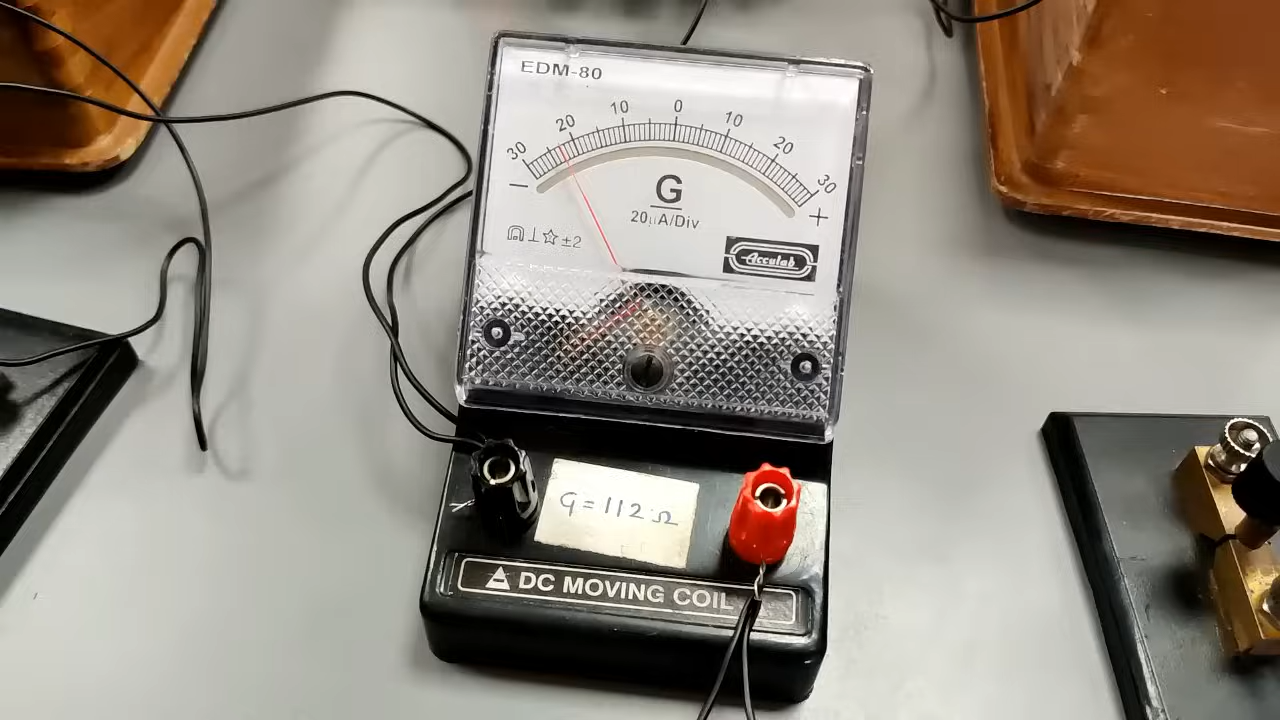 EDM-80
30 20 10 0 10 20 30
− +
G
20µA/Div
⊥ ☆ ±2
Acculab
G = 112 Ω
DC MOVING COIL